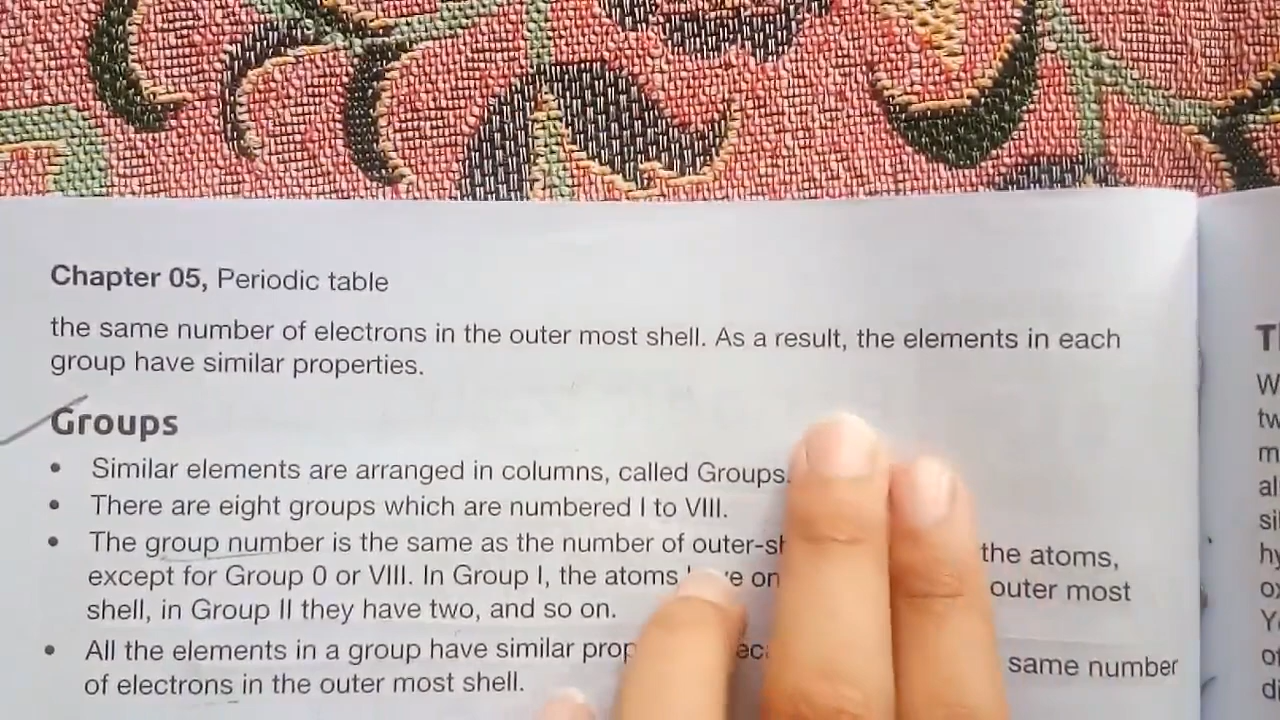 Chapter 05, Periodic table
the same number of electrons in the outer most shell. As a result, the elements in each
group have similar properties.
Groups
• Similar elements are arranged in columns, called Groups.
• There are eight groups which are numbered I to VIII.
• The group number is the same as the number of the atoms,
except for Group 0 or VIII. In Group I, the atoms outer most
shell, in Group II they have two, and so on.
• All the elements in a group have similar same number
of electrons in the outer most shell.